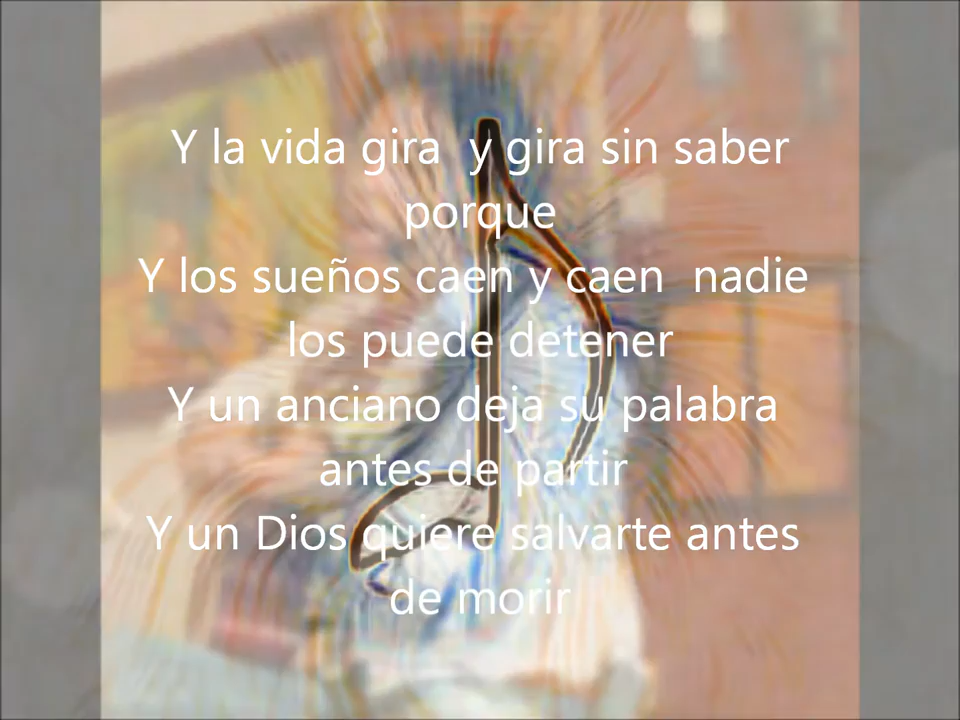 Y la vida gira  y gira sin saber
porque
Y los sueños caen y caen  nadie
los puede detener
Y un anciano deja su palabra
antes de partir
Y un Dios quiere salvarte antes
de morir